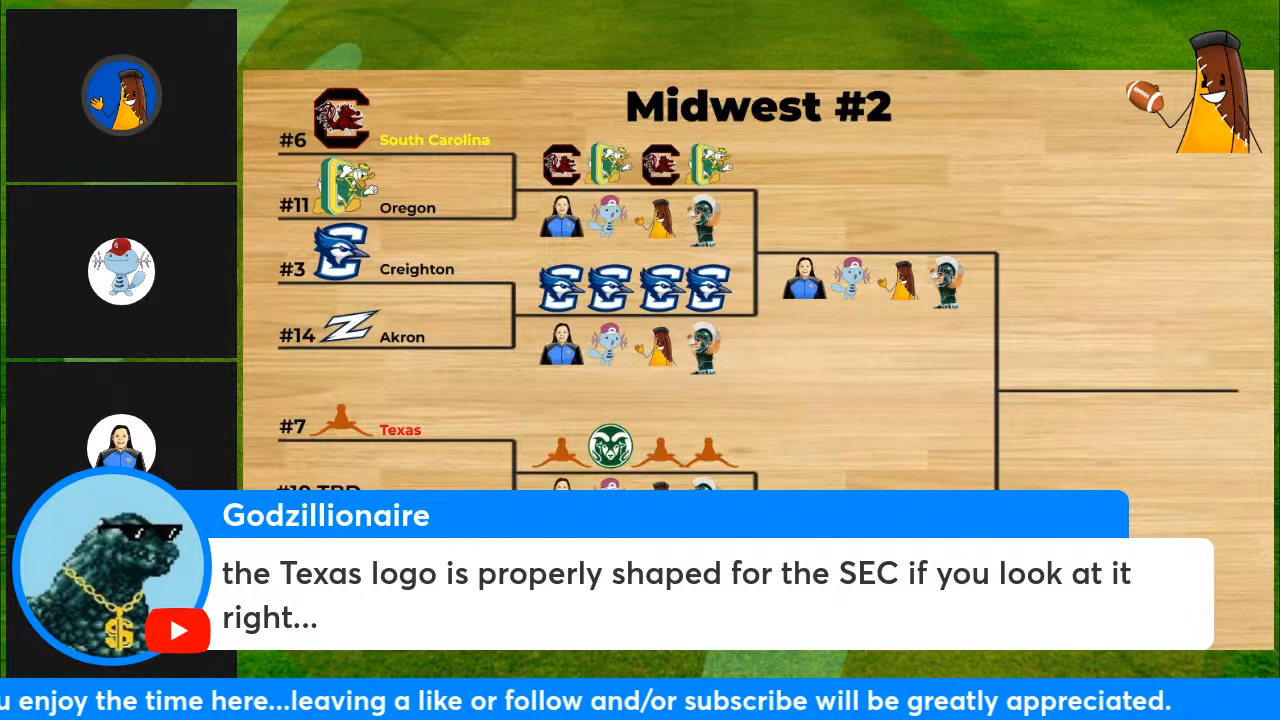 Midwest #2
#6 South Carolina
#11 Oregon
#3 Creighton
#14 Akron
#7 Texas
#10 TBD
Godzillionaire
the Texas logo is properly shaped for the SEC if you look at it
right...
u enjoy the time here...leaving a like or follow and/or subscribe will be greatly appreciated.